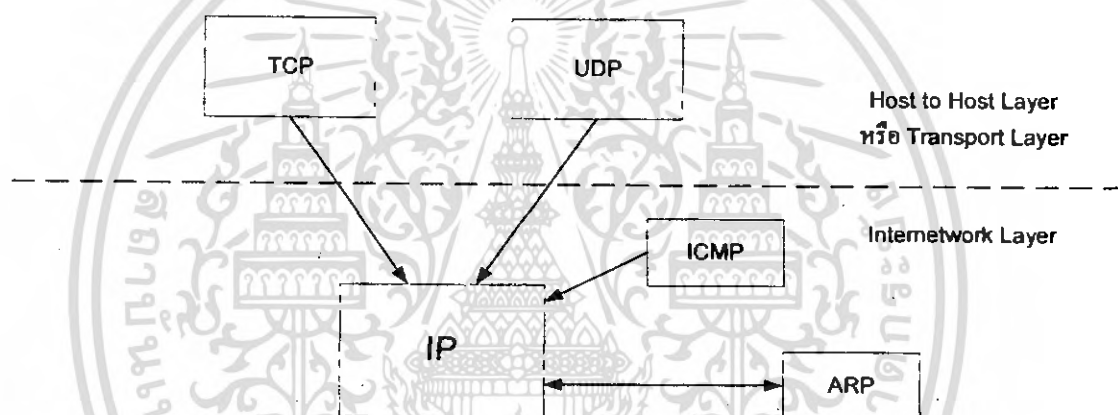 TCP
UDP
Host to Host Layer
หรือ Transport Layer
Internetwork Layer
ICMP
IP
ARP